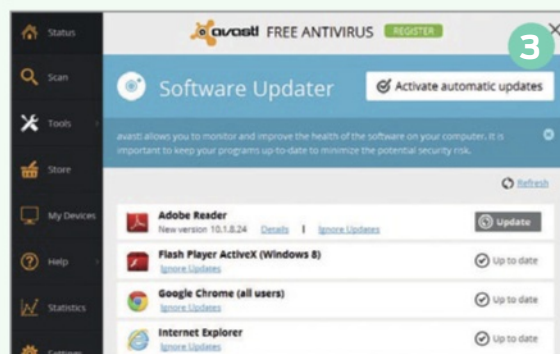 Status
avast! FREE ANTIVIRUS REGISTER
3
Scan
Software Updater
Activate automatic updates
Tools
avast! allows you to monitor and improve the health of the software on your computer. It is
important to keep your programs up-to-date to minimize the potential security risk.
Store
Refresh
My Devices
Adobe Reader
New version 10.1.8.24 Details | Ignore Updates
Update
Help
Flash Player ActiveX (Windows 8)
Ignore Updates
Up to date
Statistics
Google Chrome (all users)
Ignore Updates
Up to date
Settings
Internet Explorer
Ignore Updates
Up to date